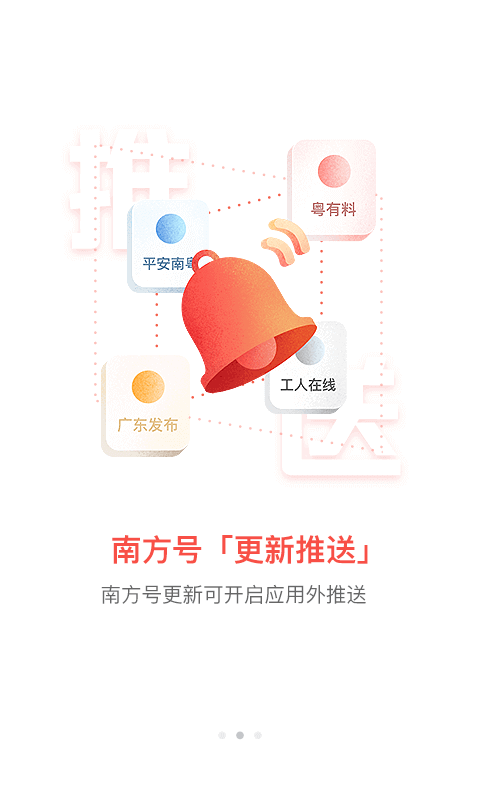 推
粤有料
平安南粤
工人在线
广东发布
送
南方号「更新推送」
南方号更新可开启应用外推送